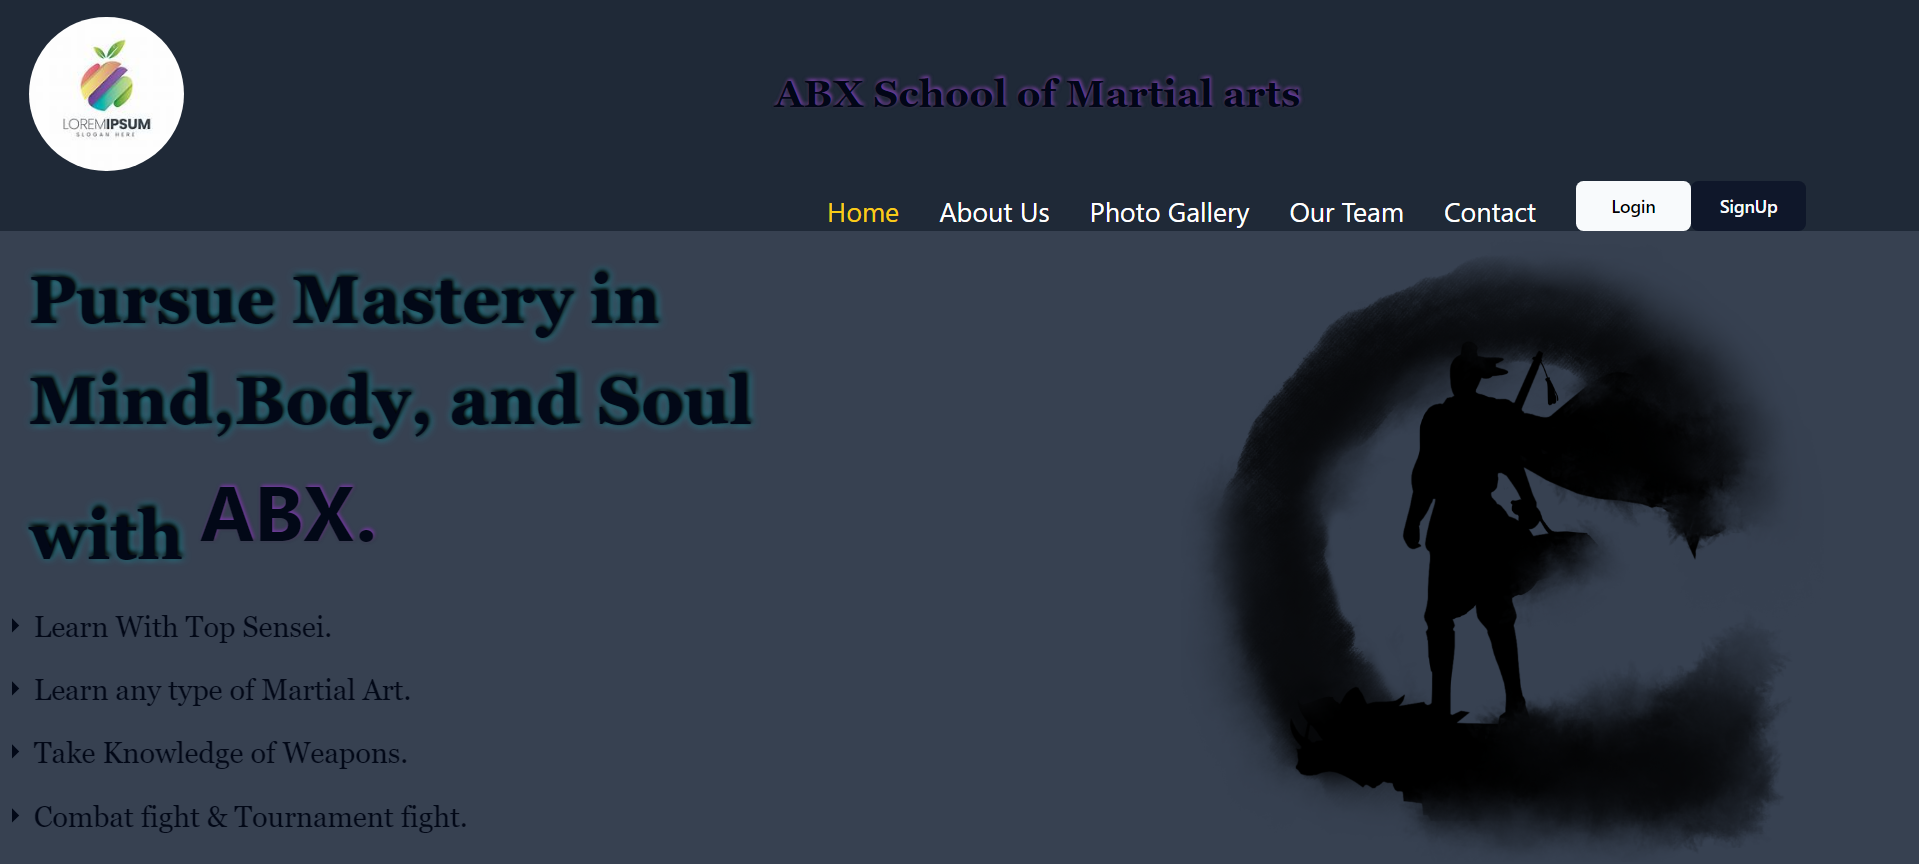 LOREMIPSUM
SLOGAN HERE
ABX School of Martial arts
Home About Us Photo Gallery Our Team Contact Login SignUp
Pursue Mastery in
Mind,Body, and Soul
with ABX.
Learn With Top Sensei.
Learn any type of Martial Art.
Take Knowledge of Weapons.
Combat fight & Tournament fight.